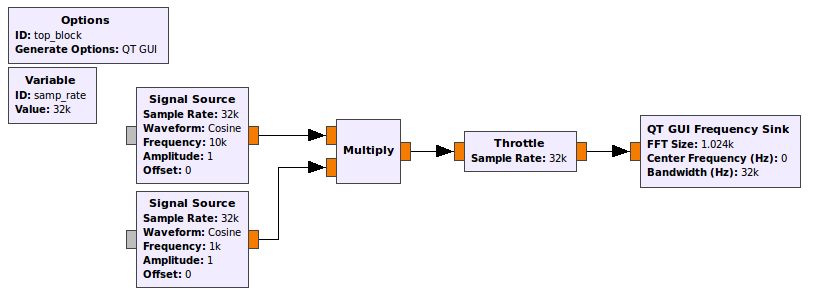 Options
ID: top_block
Generate Options: QT GUI
Variable
ID: samp_rate
Value: 32k
Signal Source
Sample Rate: 32k
Waveform: Cosine
Frequency: 10k
Amplitude: 1
Offset: 0
Signal Source
Sample Rate: 32k
Waveform: Cosine
Frequency: 1k
Amplitude: 1
Offset: 0
Multiply
Throttle
Sample Rate: 32k
QT GUI Frequency Sink
FFT Size: 1.024k
Center Frequency (Hz): 0
Bandwidth (Hz): 32k